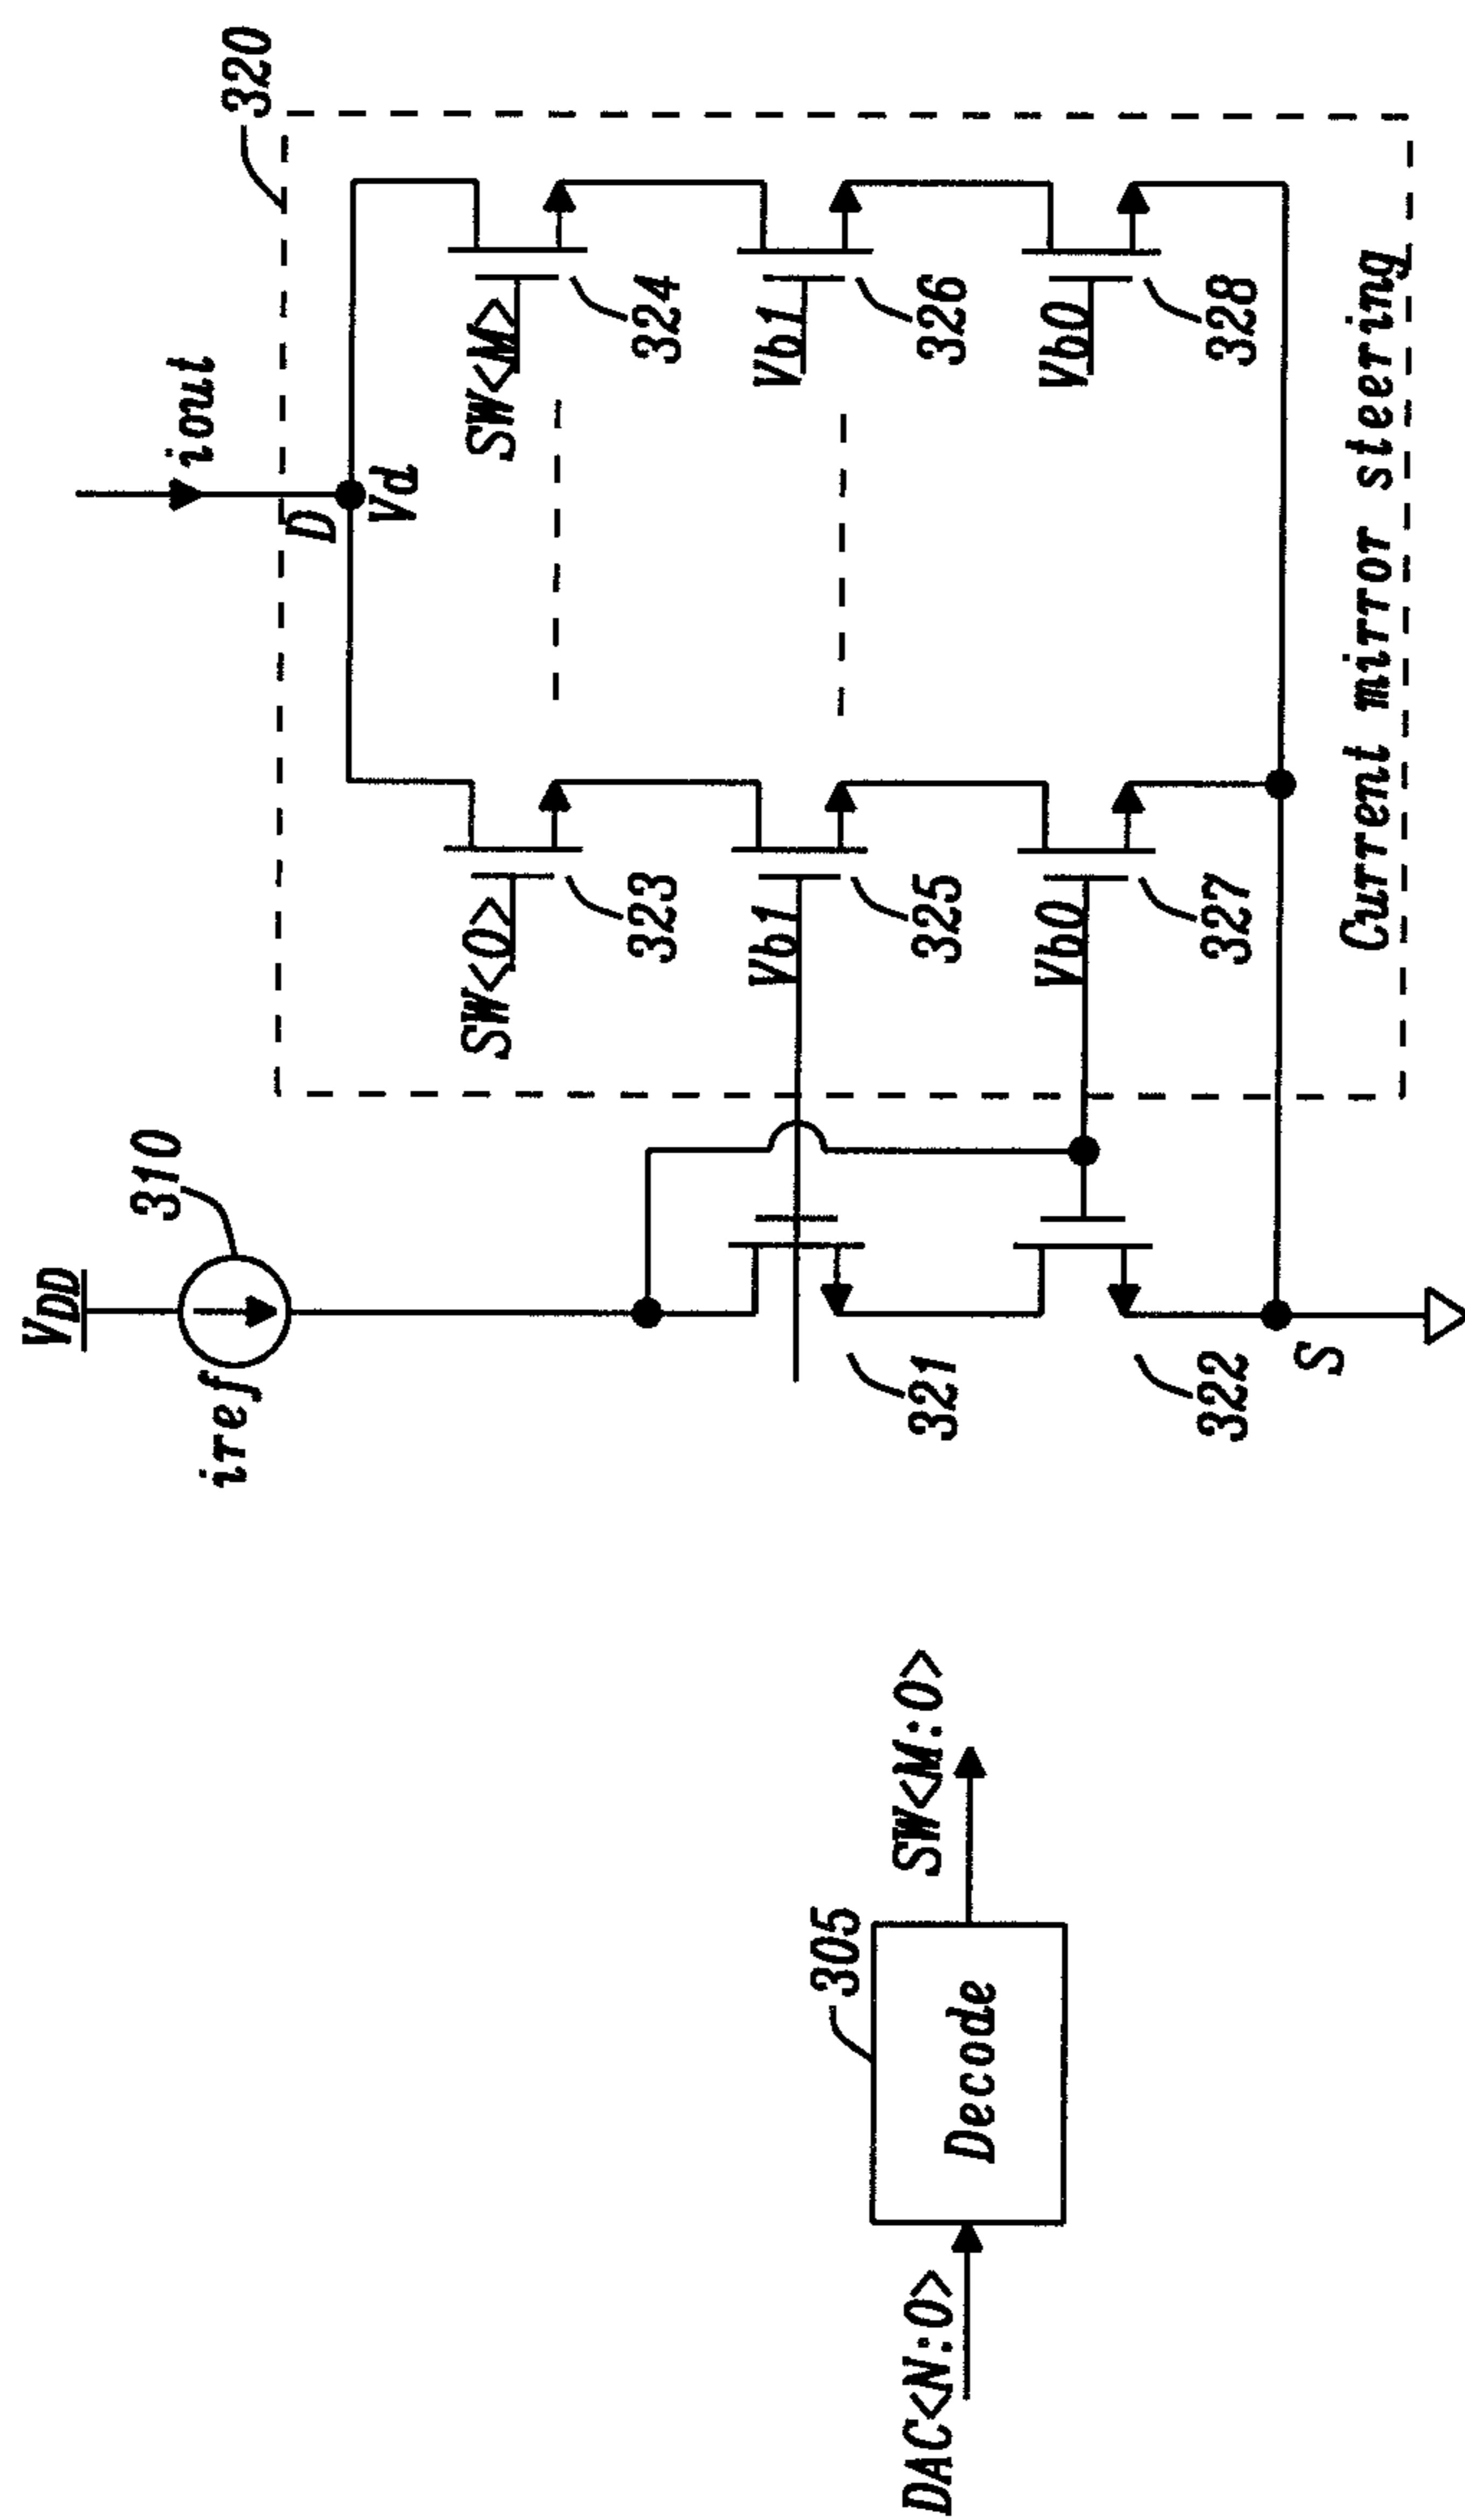 DAC<N:0>
Decode
305
SW<M:0>
VDD
iref
310
321
322
S
320
iout
D
Vd
SW<0>
323
Vb1
325
Vb0
327
SW<M>
324
Vb1
326
Vb0
328
Current mirror steering